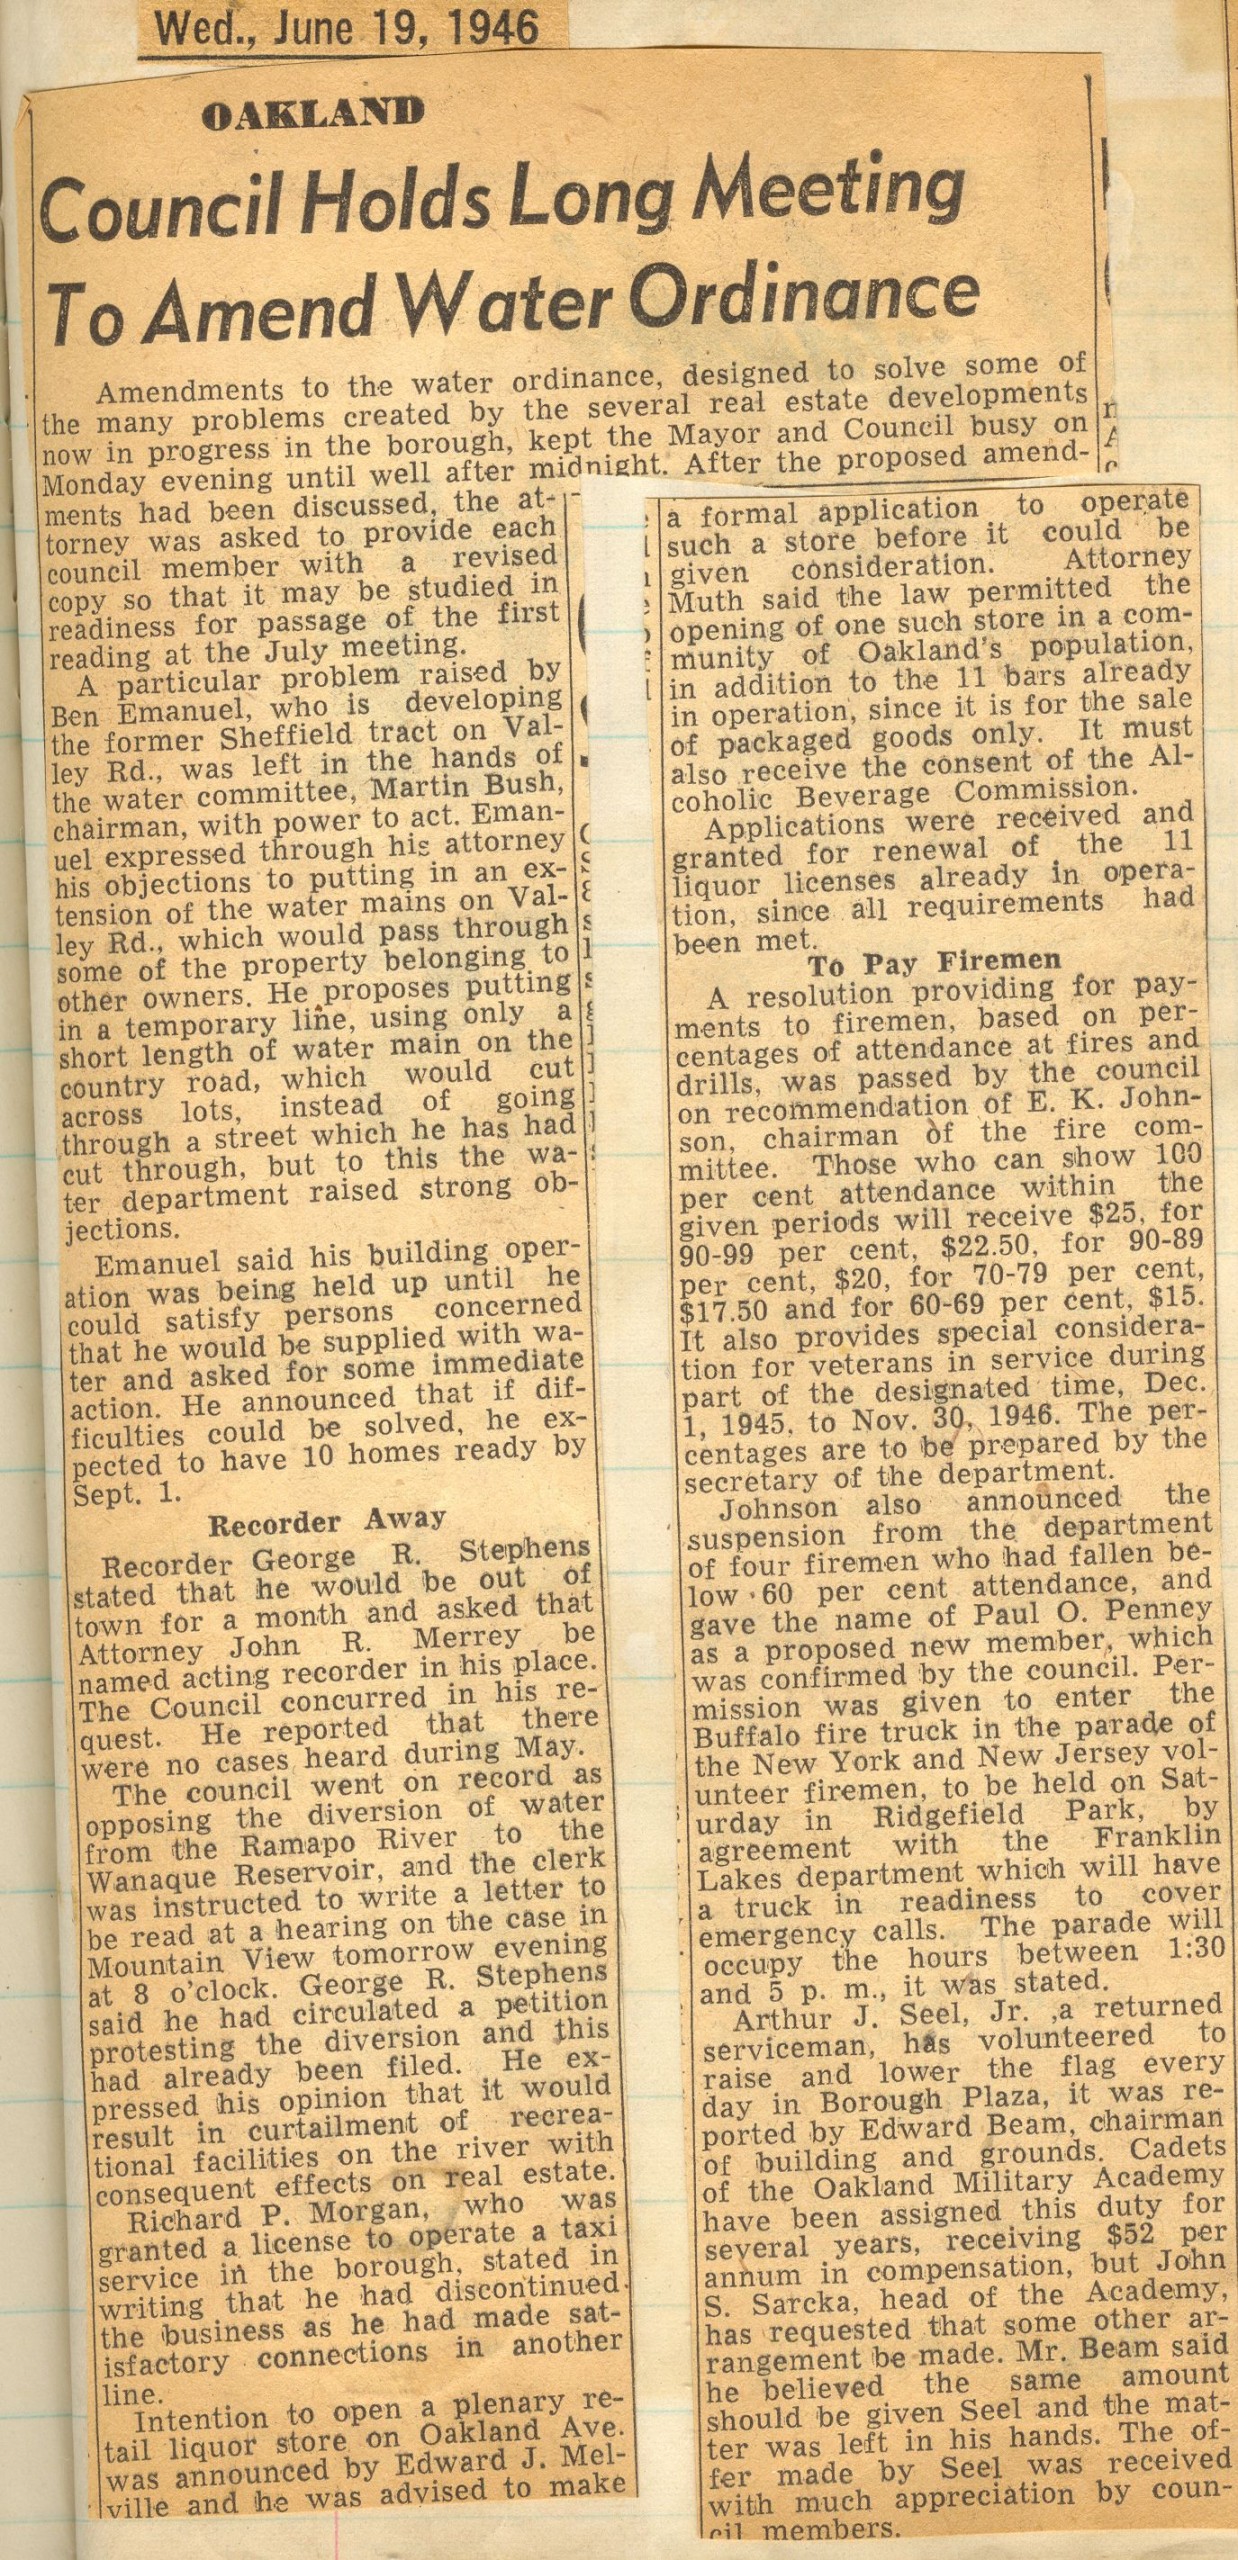 Wed., June 19, 1946
OAKLAND
Council Holds Long Meeting
To Amend Water Ordinance
Amendments to the water ordinance, designed to solve some of
the many problems created by the several real estate developments
now in progress in the borough, kept the Mayor and Council busy on
Monday evening until well after midnight. After the proposed amend-
ments had been discussed, the at-
torney was asked to provide each
council member with a revised
copy so that it may be studied in
readiness for passage of the first
reading at the July meeting.
A particular problem raised by
Ben Emanuel, who is developing
the former Sheffield tract on Val-
ley Rd., was left in the hands of
the water committee, Martin Bush,
chairman, with power to act. Eman-
uel expressed through his attorney
his objections to putting in an ex-
tension of the water mains on Val-
ley Rd., which would pass through
some of the property belonging to
other owners. He proposes putting
in a temporary line, using only a
short length of water main on the
country road, which would cut
across lots, instead of going
through a street which he has had
cut through, but to this the wa-
ter department raised strong ob-
jections.
Emanuel said his building oper-
ation was being held up until he
could satisfy persons concerned
that he would be supplied with wa-
ter and asked for some immediate
action. He announced that if dif-
ficulties could be solved, he ex-
pected to have 10 homes ready by
Sept. 1.
Recorder Away
Recorder George R. Stephens
stated that he would be out of
town for a month and asked that
Attorney John R. Merrey be
named acting recorder in his place.
The Council concurred in his re-
quest. He reported that there
were no cases heard during May.
The council went on record as
opposing the diversion of water
from the Ramapo River to the
Wanaque Reservoir, and the clerk
was instructed to write a letter to
be read at a hearing on the case in
Mountain View tomorrow evening
at 8 o'clock. George R. Stephens
said he had circulated a petition
protesting the diversion and this
had already been filed. He ex-
pressed his opinion that it would
result in curtailment of recrea-
tional facilities on the river with
consequent effects on real estate.
Richard P. Morgan, who was
granted a license to operate a taxi
service in the borough, stated in
writing that he had discontinued
the business as he had made sat-
isfactory connections in another
line.
Intention to open a plenary re-
tail liquor store on Oakland Ave.
was announced by Edward J. Mel-
ville and he was advised to make
a formal application to operate
such a store before it could be
given consideration. Attorney
Muth said the law permitted the
opening of one such store in a com-
munity of Oakland's population,
in addition to the 11 bars already
in operation, since it is for the sale
of packaged goods only. It must
also receive the consent of the Al-
coholic Beverage Commission.
Applications were received and
granted for renewal of the 11
liquor licenses already in opera-
tion, since all requirements had
been met.
To Pay Firemen
A resolution providing for pay-
ments to firemen, based on per-
centages of attendance at fires and
drills, was passed by the council
on recommendation of E. K. John-
son, chairman of the fire com-
mittee. Those who can show 100
per cent attendance within the
given periods will receive $25, for
90-99 per cent, $22.50, for 90-89
per cent, $20, for 70-79 per cent,
$17.50 and for 60-69 per cent, $15.
It also provides special considera-
tion for veterans in service during
part of the designated time, Dec.
1, 1945, to Nov. 30, 1946. The per-
centages are to be prepared by the
secretary of the department.
Johnson also announced the
suspension from the department
of four firemen who had fallen be-
low 60 per cent attendance, and
gave the name of Paul O. Penney
as a proposed new member, which
was confirmed by the council. Per-
mission was given to enter the
Buffalo fire truck in the parade of
the New York and New Jersey vol-
unteer firemen, to be held on Sat-
urday in Ridgefield Park, by
agreement with the Franklin
Lakes department which will have
a truck in readiness to cover
emergency calls. The parade will
occupy the hours between 1:30
and 5 p. m., it was stated.
Arthur J. Seel, Jr. ,a returned
serviceman, has volunteered to
raise and lower the flag every
day in Borough Plaza, it was re-
ported by Edward Beam, chairman
of building and grounds. Cadets
of the Oakland Military Academy
have been assigned this duty for
several years, receiving $52 per
annum in compensation, but John
S. Sarcka, head of the Academy,
has requested that some other ar-
rangement be made. Mr. Beam said
he believed the same amount
should be given Seel and the mat-
ter was left in his hands. The of-
fer made by Seel was received
with much appreciation by coun-
cil members.